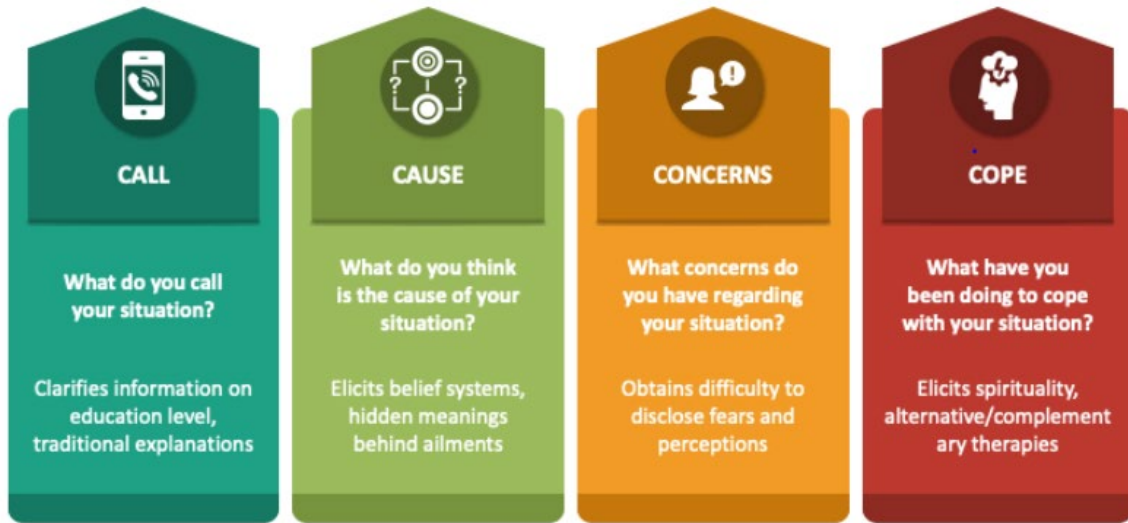 CALL
What do you call
your situation?
Clarifies information on
education level,
traditional explanations
? ?
CAUSE
What do you think
is the cause of your
situation?
Elicits belief systems,
hidden meanings
behind ailments
!
CONCERNS
What concerns do
you have regarding
your situation?
Obtains difficulty to
disclose fears and
perceptions
COPE
What have you
been doing to cope
with your situation?
Elicits spirituality,
alternative/complement
ary therapies